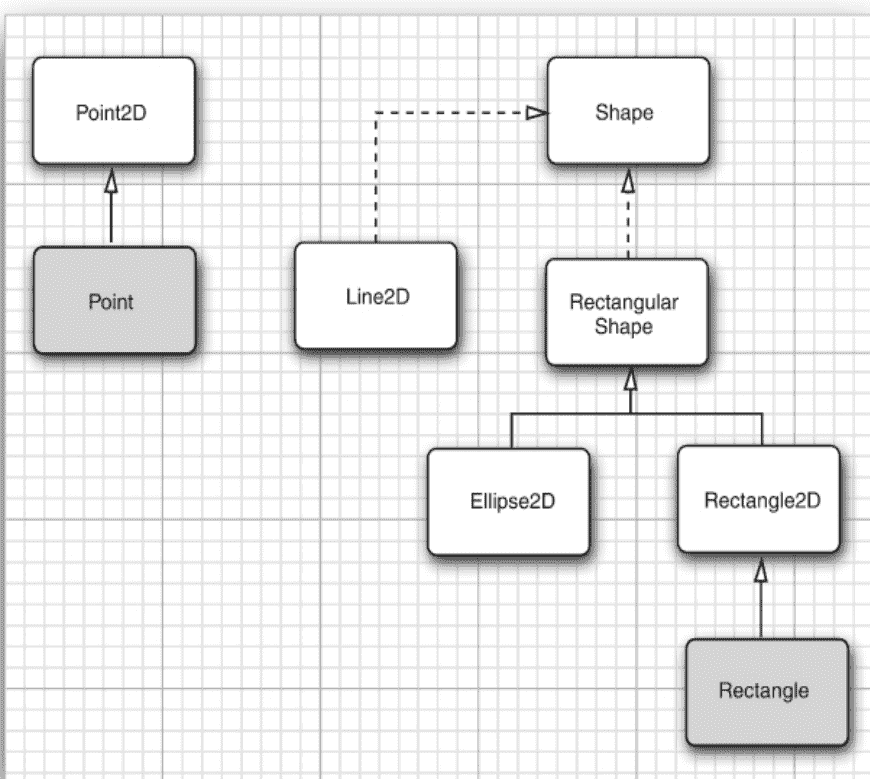 Point2D
Shape
Point
Line2D
Rectangular
Shape
Ellipse2D
Rectangle2D
Rectangle